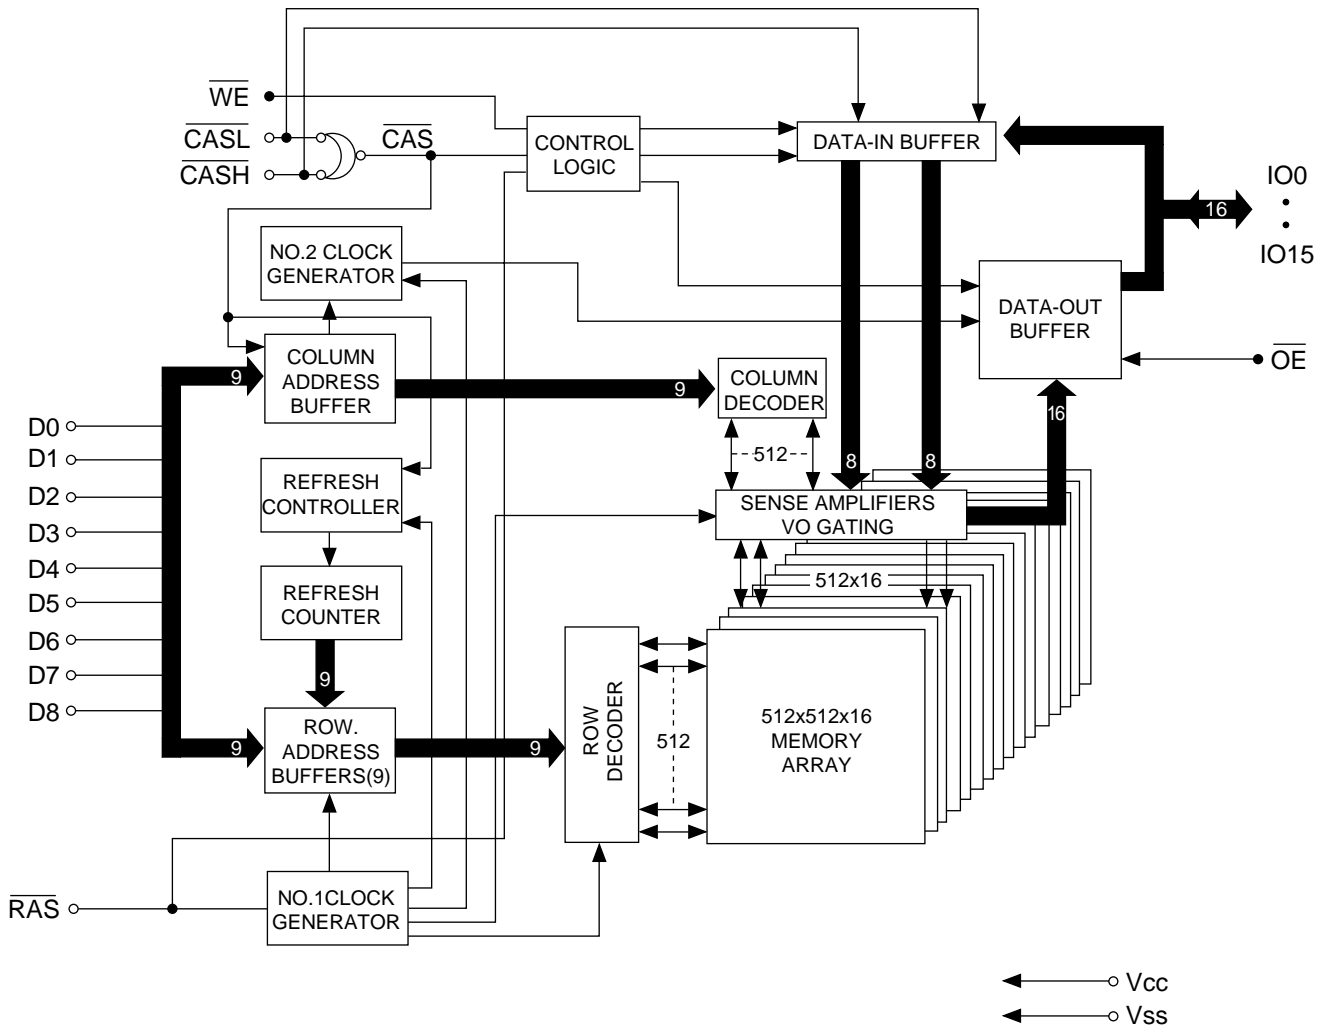 WE
CASL
CASH
CAS
CONTROL
LOGIC
DATA-IN BUFFER
IO0
IO15
16
NO.2 CLOCK
GENERATOR
DATA-OUT
BUFFER
OE
COLUMN
ADDRESS
BUFFER
9
9
COLUMN
DECODER
16
512
8
8
D0
D1
D2
D3
D4
D5
D6
D7
D8
REFRESH
CONTROLLER
SENSE AMPLIFIERS
VO GATING
REFRESH
COUNTER
512x16
9
9
ROW.
ADDRESS
BUFFERS(9)
9
ROW
DECODER
512
512x512x16
MEMORY
ARRAY
RAS
NO.1CLOCK
GENERATOR
Vcc
Vss